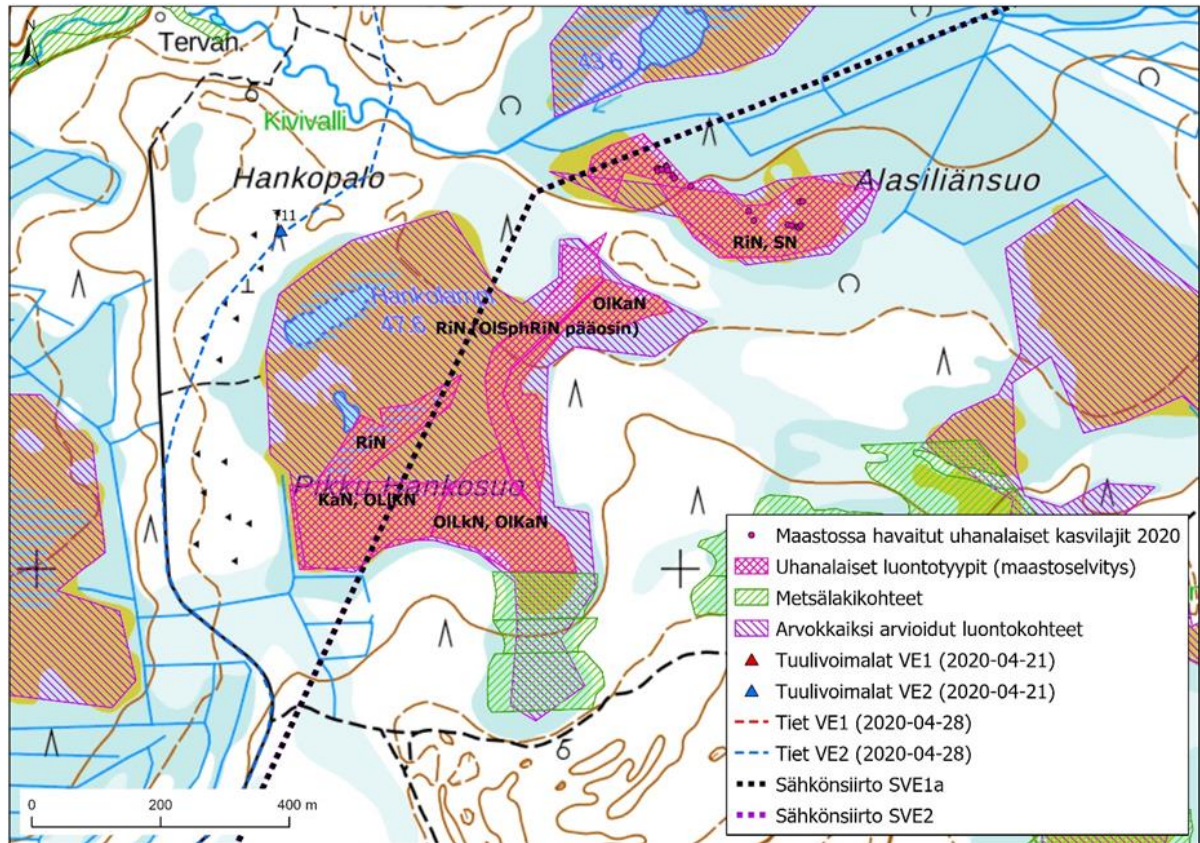 N
Tervah.
43.6
Kivivalli
Hankopalo
Alasiliänsuo
T11
RiN, SN
OlKaN
Hankolampi
47.6
RiN, (OlSphRiN pääosin)
RiN
Pikku Hankosuo
KaN, OLlKN
OlLkN, OlKaN
Maastossa havaitut uhanalaiset kasvilajit 2020
Uhanalaiset luontotyypit (maastoselvitys)
Metsälakikohteet
Arvokkaiksi arvioidut luontokohteet
Tuulivoimalat VE1 (2020-04-21)
Tuulivoimalat VE2 (2020-04-21)
Tiet VE1 (2020-04-28)
Tiet VE2 (2020-04-28)
Sähkönsiirto SVE1a
Sähkönsiirto SVE2
0 200 400 m